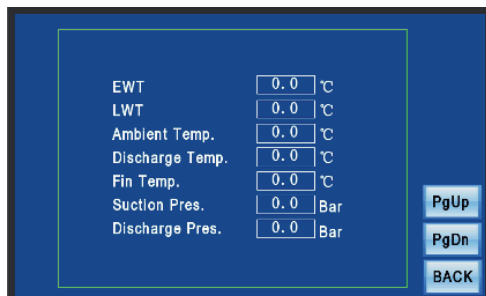 EWT 0.0 ℃
LWT 0.0 ℃
Ambient Temp. 0.0 ℃
Discharge Temp. 0.0 ℃
Fin Temp. 0.0 ℃
Suction Pres. 0.0 Bar
Discharge Pres. 0.0 Bar
PgUp
PgDn
BACK